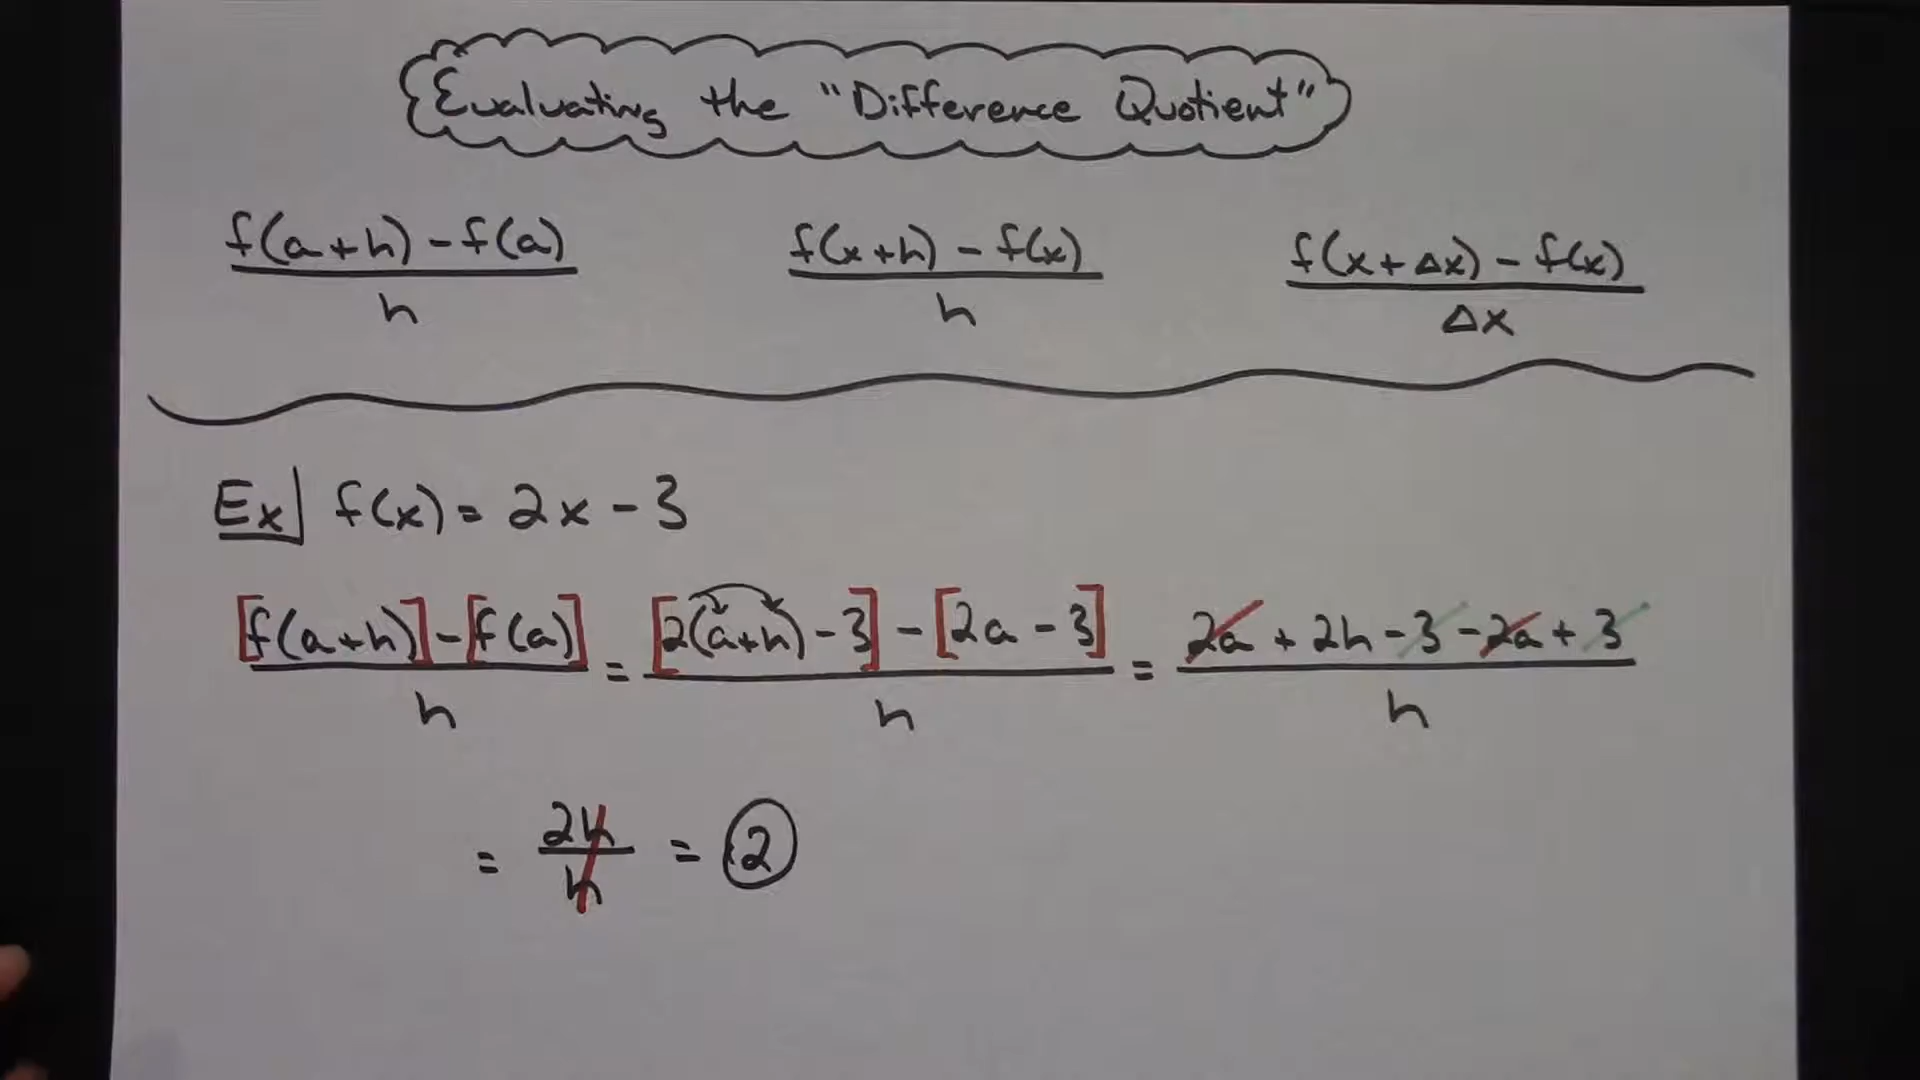 Evaluating the "Difference Quotient"
f(a+h) - f(a) / h    f(x+h) - f(x) / h    f(x+Δx) - f(x) / Δx
Ex] f(x) = 2x - 3
[f(a+h)] - [f(a)] / h = [2(a+h) - 3] - [2a - 3] / h = 2a + 2h - 3 - 2a + 3 / h
= 2h / h = 2